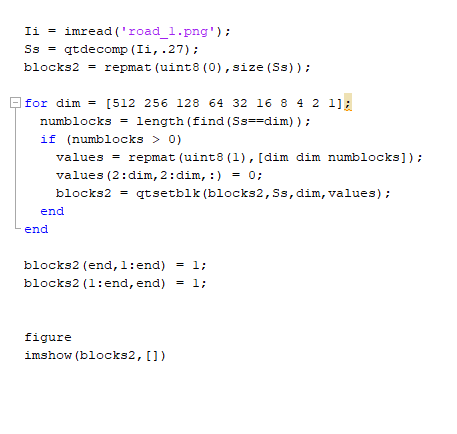 Ii = imread('road_1.png');
Ss = qtdecomp(Ii,.27);
blocks2 = repmat(uint8(0),size(Ss));
for dim = [512 256 128 64 32 16 8 4 2 1];
numblocks = length(find(Ss==dim));
if (numblocks > 0)
values = repmat(uint8(1),[dim dim numblocks]);
values(2:dim,2:dim,:) = 0;
blocks2 = qtsetblk(blocks2,Ss,dim,values);
end
end
blocks2(end,1:end) = 1;
blocks2(1:end,end) = 1;
figure
imshow(blocks2,[])